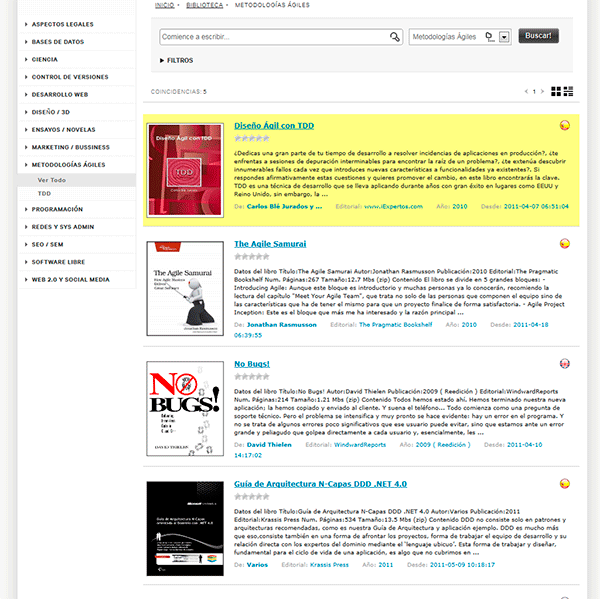 INICIO • BIBLIOTECA • METODOLOGÍAS ÁGILES
ASPECTOS LEGALES
BASES DE DATOS
CIENCIA
CONTROL DE VERSIONES
DESARROLLO WEB
DISEÑO / 3D
ENSAYOS / NOVELAS
MARKETING / BUSSINESS
METODOLOGÍAS ÁGILES
Ver Todo
TDD
PROGRAMACIÓN
REDES Y SYS ADMIN
SEO / SEM
SOFTWARE LIBRE
WEB 2.0 Y SOCIAL MEDIA
Comience a escribir...
Metodologías Ágiles
Buscar!
FILTROS
COINCIDENCIAS: 5
< 1 >
Diseño Ágil con TDD
TDD
Diseño Ágil con TDD
¿Dedicas una gran parte de tu tiempo de desarrollo a resolver incidencias de aplicaciones en producción?, ¿te
enfrentas a sesiones de depuración interminables para encontrar la raíz de un problema?, ¿te extenúa descubrir
innumerables fallos cada vez que introduces nuevas características a funcionalidades ya existentes?. Si
respondes afirmativamente estas cuestiones y quieres promover el cambio, en este libro encontrarás la clave.
TDD es una técnica de desarrollo que se lleva aplicando durante años con gran éxito en lugares como EEUU y
Reino Unido, sin embargo, la ...
De: Carlos Blé Jurados y ... Editorial: www.iExpertos.com Año: 2010 Desde: 2011-04-07 06:51:04
The Agile Samurai
The Agile Samurai
Datos del libro Título:The Agile Samurai Autor:Jonathan Rasmusson Publicación:2010 Editorial:The Pragmatic
Bookshelf Num. Páginas:267 Tamaño:12.7 Mbs (zip) Contenido El libro se divide en 5 grandes bloques: -
Introducing Agile: Aunque este bloque es introductorio y muchas personas ya lo conocerán, recomiendo la
lectura del capítulo "Meet Your Agile Team", que trata no solo de las personas que componen el equipo sino de
las características que ha de tener el mismo para que un proyecto finalice de forma satisfactoria. - Agile Project
Inception: Este es el bloque que más me ha interesado y la razón principal ...
De: Jonathan Rasmusson Editorial: The Pragmatic Bookshelf Año: 2010 Desde: 2011-04-18
06:39:55
NO BUGS!
DAVID THIELEN
No Bugs!
Datos del libro Título:No Bugs! Autor:David Thielen Publicación:2009 ( Reedición ) Editorial:WindwardReports
Num. Páginas:214 Tamaño:1.21 Mbs (zip) Contenido Todos hemos estado ahí. Hemos terminado nuestra nueva
aplicación; la hemos copiado y enviado al cliente. Y suena el teléfono... Todo comienza como una pregunta de
soporte técnico. Pero el problema se intensifica y muy pronto se hace evidente: hay un error en el programa. Y
no se trata de algunos errores poco significativos que ese usuario puede evitar, sino que estamos ante un error
grande y peliagudo que golpea directamente a cada usuario y, esencialmente, les ...
De: David Thielen Editorial: WindwardReports Año: 2009 ( Reedición ) Desde: 2011-04-16
14:17:02
Guía de Arquitectura N-Capas DDD .NET 4.0
Datos del libro Título:Guía de Arquitectura N-Capas DDD .NET 4.0 Autor:Varios Publicación:2011
Editorial:Krassis Press Num. Páginas:534 Tamaño:13.5 Mbs (zip) Contenido DDD no consiste solo en patrones y
arquitecturas recomendadas, como es nuestra Guía de Arquitectura y aplicación ejemplo. DDD es mucho más
que eso,consiste también en una forma de afrontar los proyectos, forma de trabajar el equipo de desarrollo y su
relación directa con los expertos del dominio mediante el 'lenguaje ubicuo'. Esta forma de trabajar y diseñar,
fundamental para el ciclo de vida de una aplicación, es algo que no cubrimos en ...
De: Varios Editorial: Krassis Press Año: 2011 Desde: 2011-05-09 10:18:17